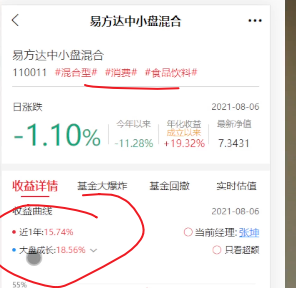 易方达中小盘混合
易方达中小盘混合
110011 #混合型# #消费# #食品饮料#
日涨跌 2021-08-06
-1.10% 今年以来 -11.28% 年化收益 成立以来 +19.32% 最新净值 7.3431
收益详情 基金大爆炸 基金回撤 实时估值
收益曲线 2021-08-06
近1年:15.74% 当前经理:张坤
大盘成长:18.56% 只看超额
55%